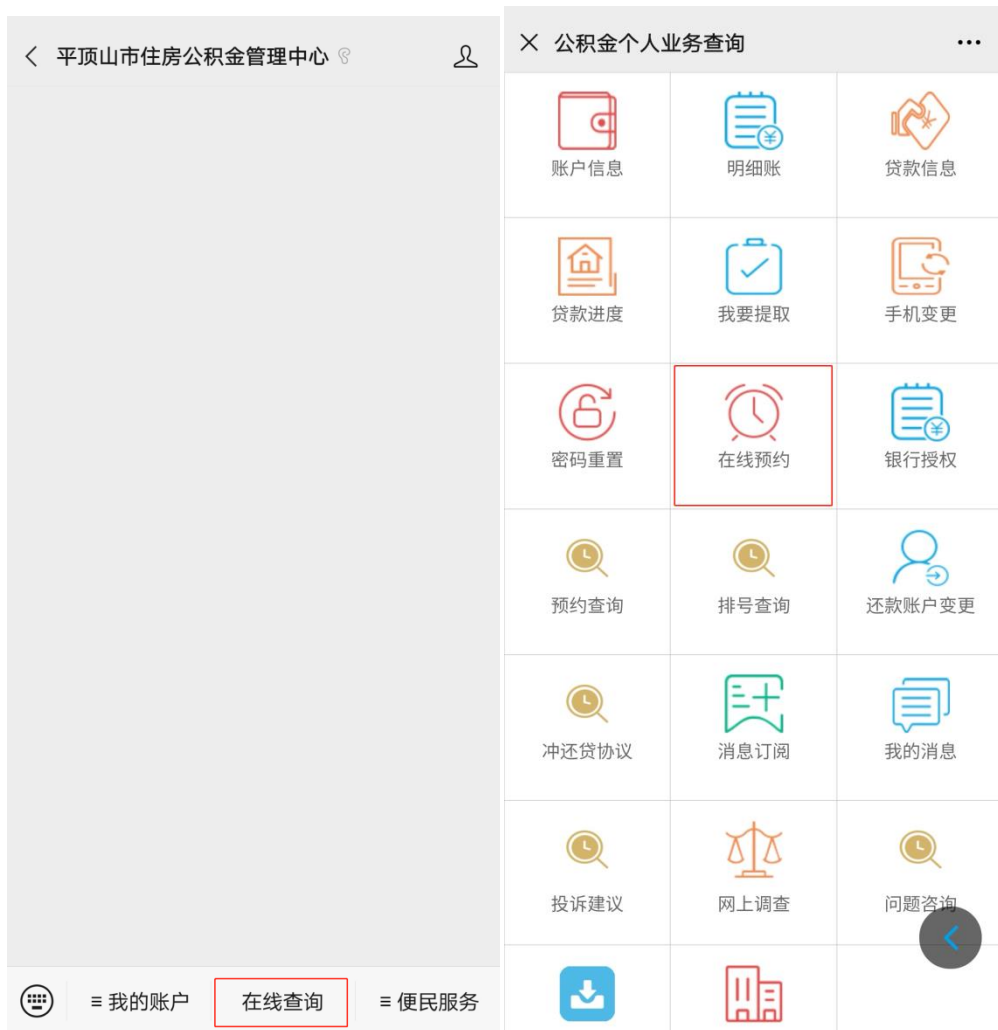 平顶山市住房公积金管理中心
我的账户
在线查询
便民服务
公积金个人业务查询
账户信息
明细账
贷款信息
贷款进度
我要提取
手机变更
密码重置
在线预约
银行授权
预约查询
排号查询
还款账户变更
冲还贷协议
消息订阅
我的消息
投诉建议
网上调查
问题咨询